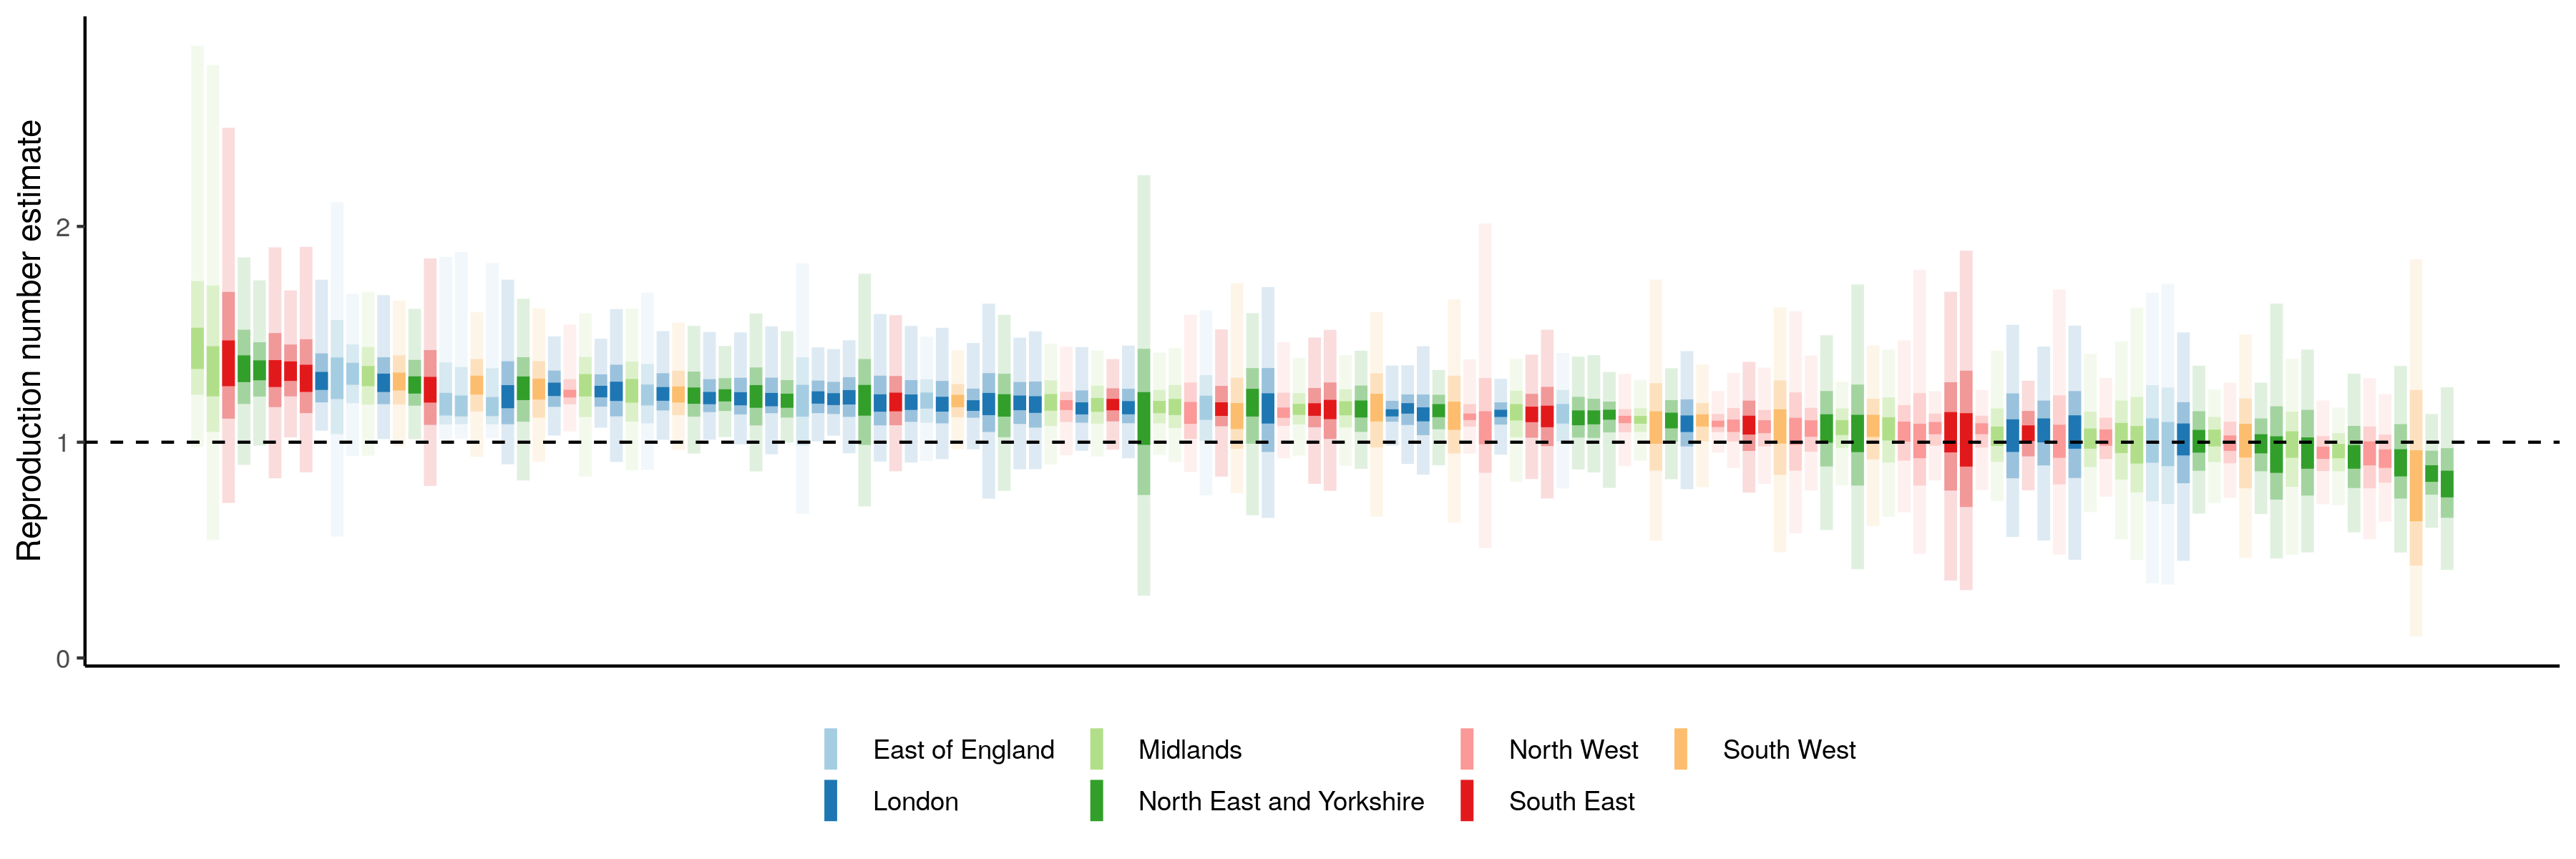 Reproduction number estimate
2
1
0
East of England
Midlands
North West
South West
London
North East and Yorkshire
South East